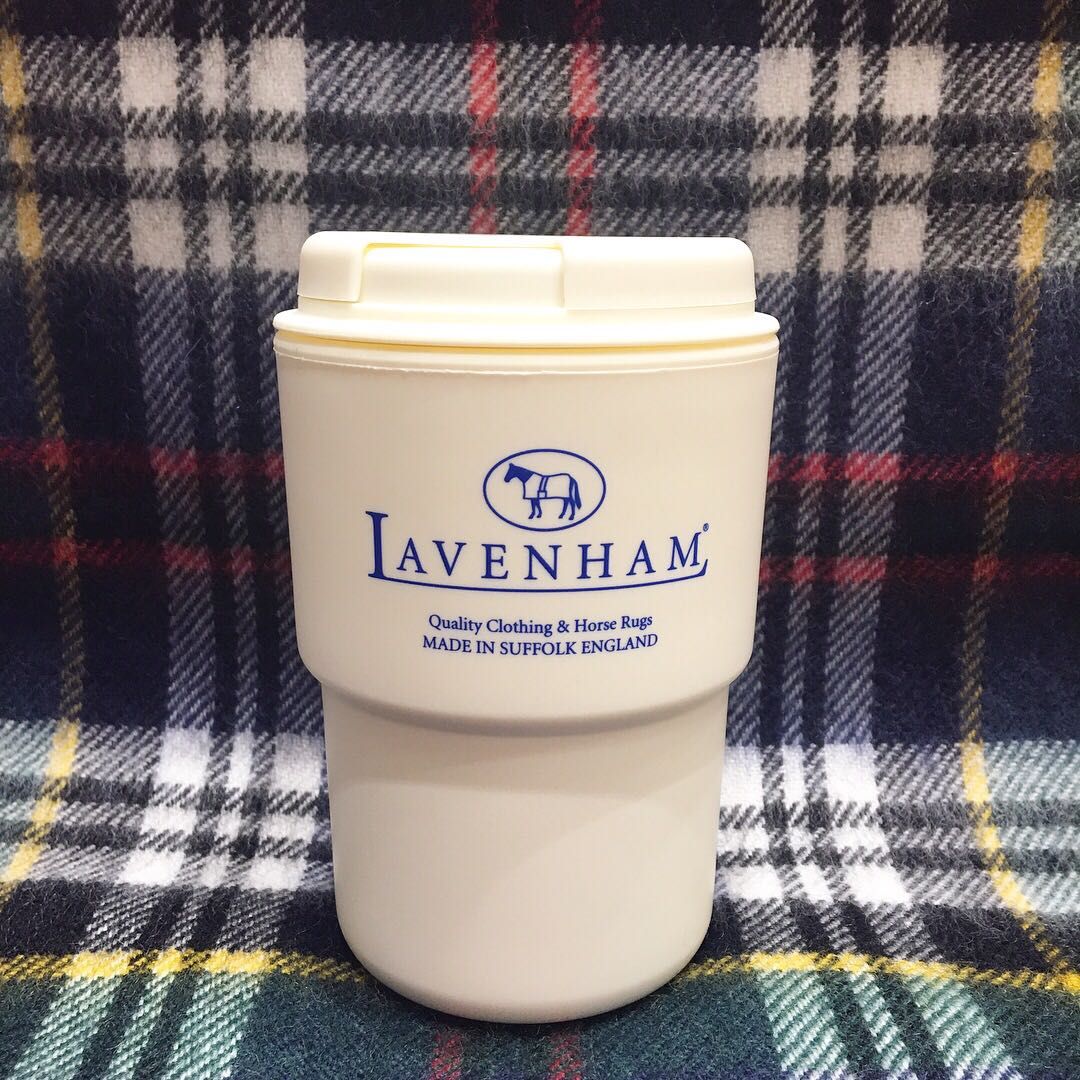 LAVENHAM®
Quality Clothing & Horse Rugs
MADE IN SUFFOLK ENGLAND